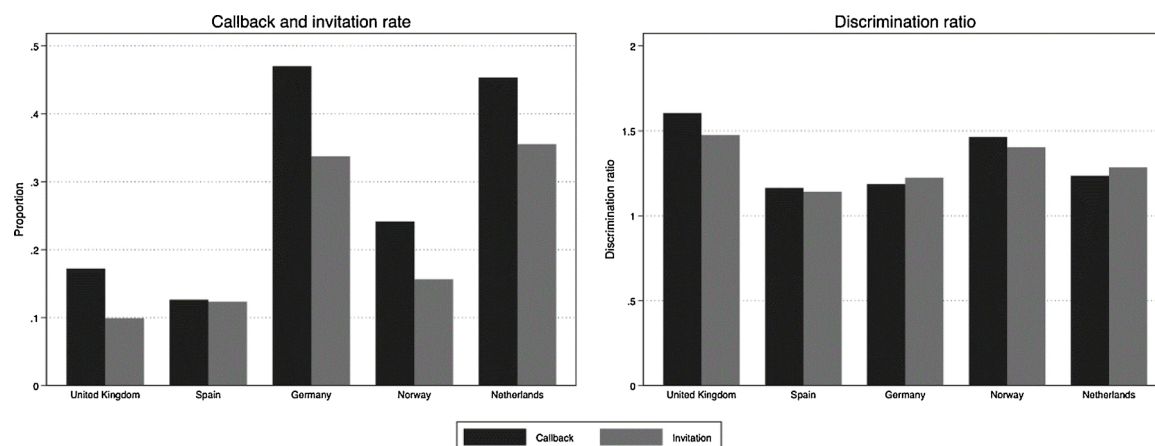 Callback and invitation rate
Proportion
.5
.4
.3
.2
.1
0
United Kingdom Spain Germany Norway Netherlands
Discrimination ratio
Discrimination ratio
2
1.5
1
.5
0
United Kingdom Spain Germany Norway Netherlands
Callback Invitation